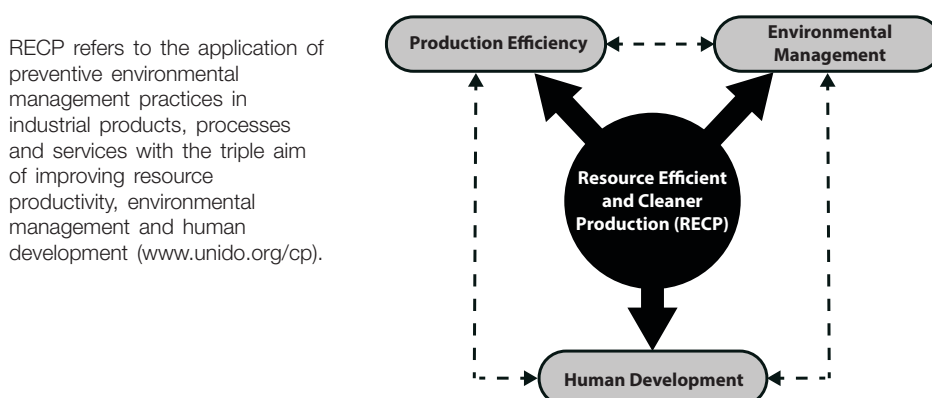 RECP refers to the application of
preventive environmental
management practices in
industrial products, processes
and services with the triple aim
of improving resource
productivity, environmental
management and human
development (www.unido.org/cp).
Production Efficiency
Environmental
Management
Resource Efficient
and Cleaner
Production (RECP)
Human Development